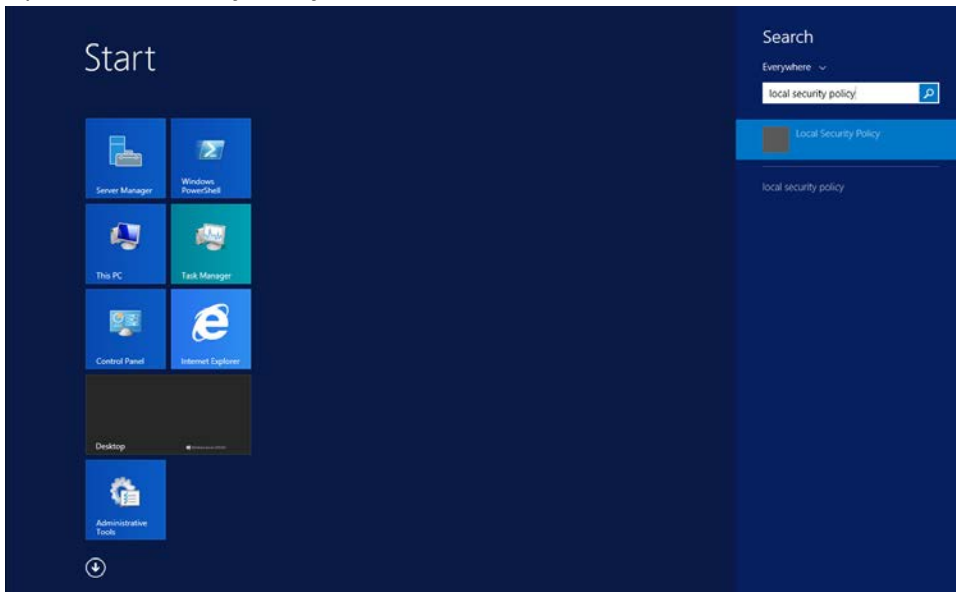 Start
Search
Everywhere
local security policy
Local Security Policy
local security policy
Server Manager
Windows
PowerShell
This PC
Task Manager
Control Panel
Internet Explorer
Desktop
Administrative
Tools